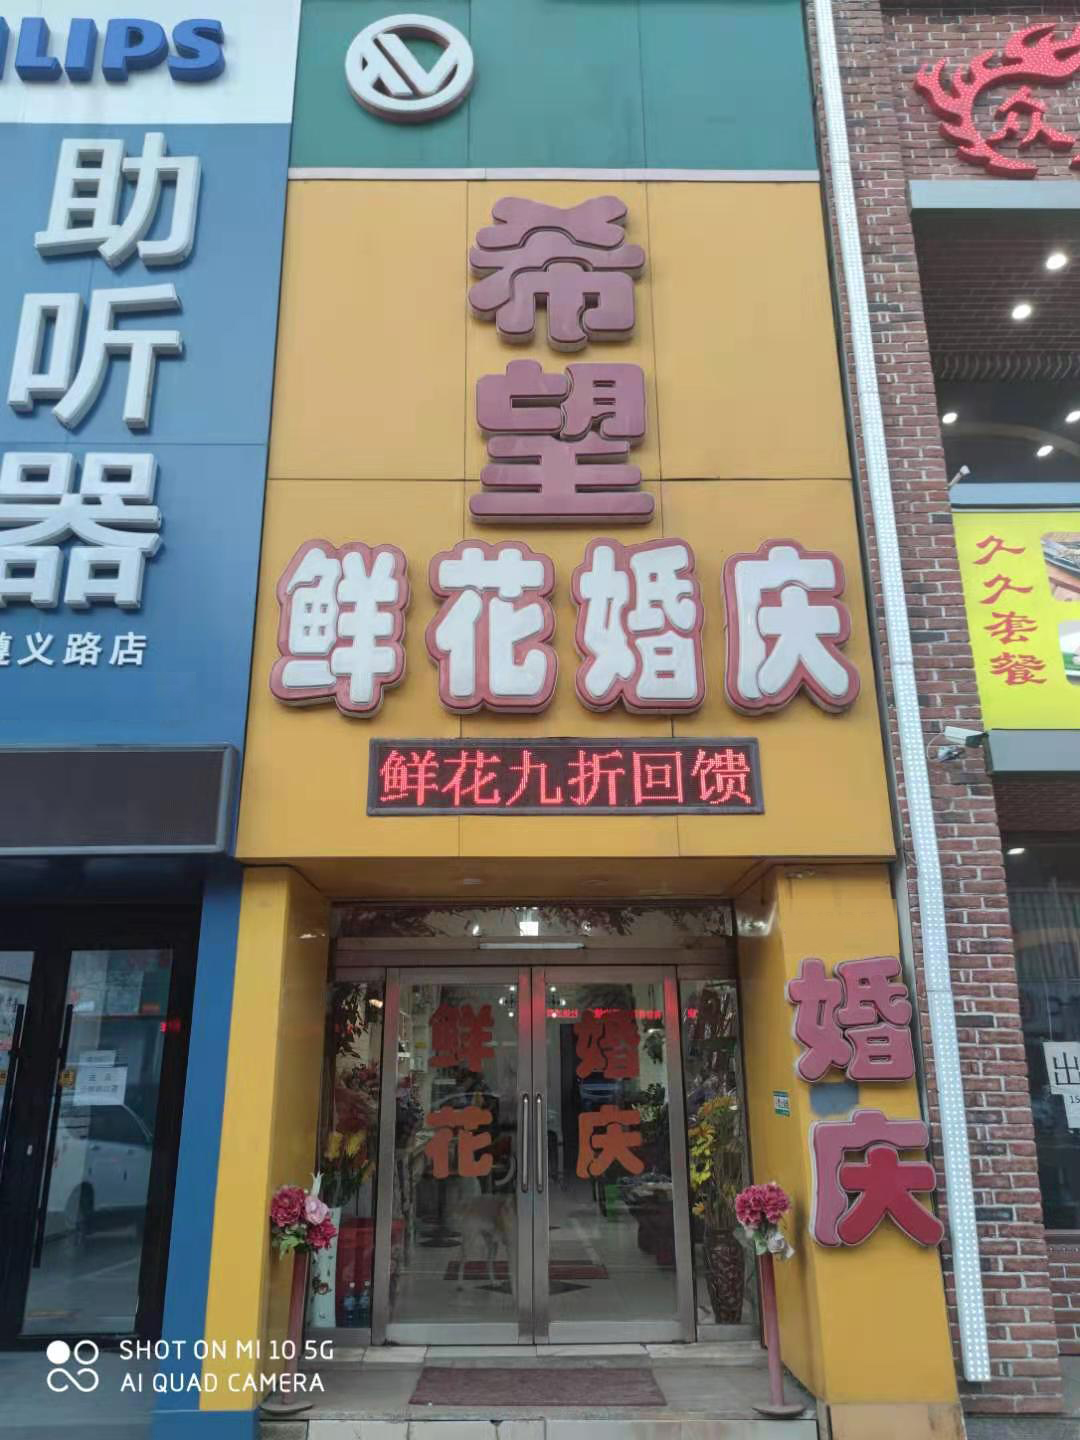 PHILIPS
助
听
器
遵义路店
希
望
鲜花婚庆
鲜花九折回馈
鲜 婚
花 庆
婚
庆
众
久
久
套
餐
出
SHOT ON MI 10 5G
AI QUAD CAMERA